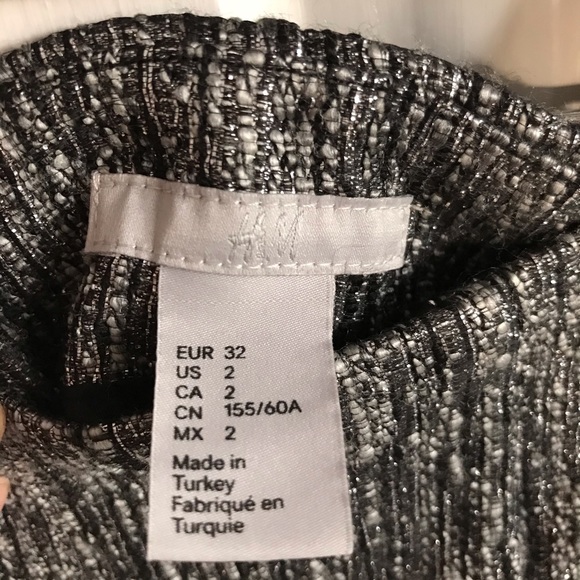 H&M
EUR 32
US 2
CA 2
CN 155/60A
MX 2
Made in
Turkey
Fabriqué en
Turquie